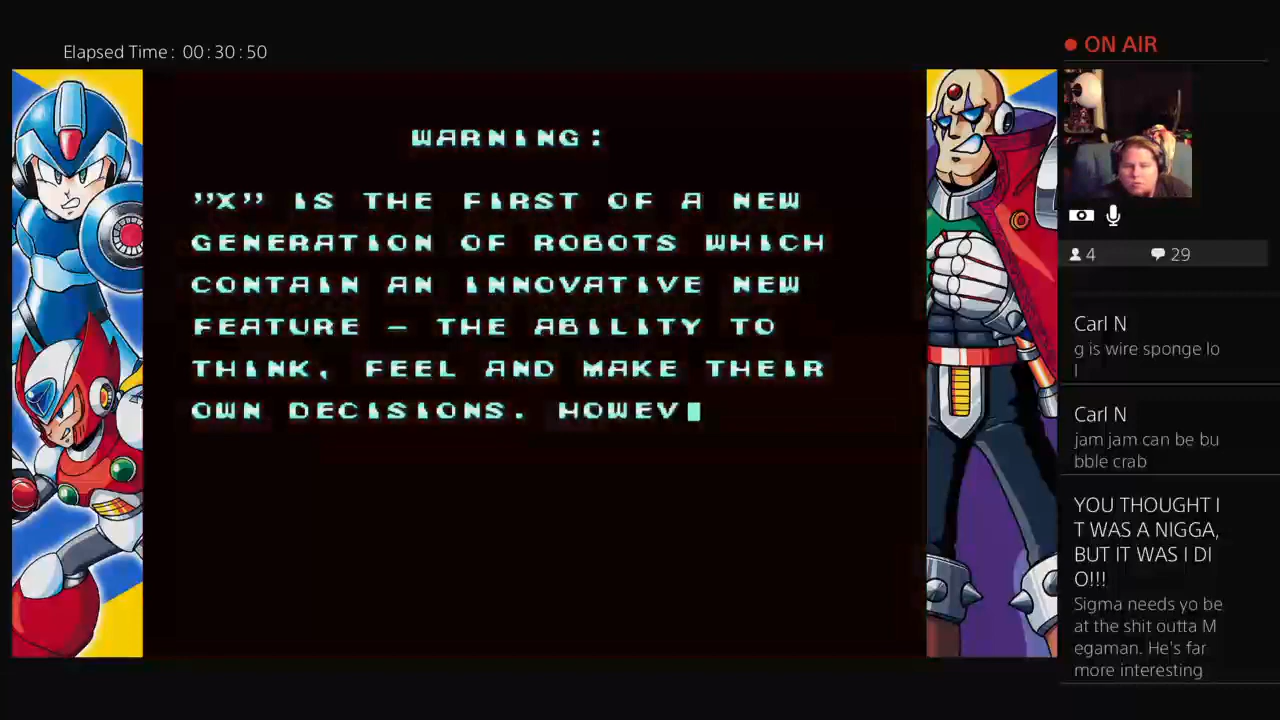 Elapsed Time: 00:30:50
ON AIR
WARNING:
"X" IS THE FIRST OF A NEW
GENERATION OF ROBOTS WHICH
CONTAIN AN INNOVATIVE NEW
FEATURE – THE ABILITY TO
THINK, FEEL AND MAKE THEIR
OWN DECISIONS. HOWEV
4
29
Carl N
g is wire sponge lo
l
Carl N
jam jam can be bu
bble crab
YOU THOUGHT I
T WAS A NIGGA,
BUT IT WAS I DI
O!!!
Sigma needs yo be
at the shit outta M
egaman. He's far
more interesting